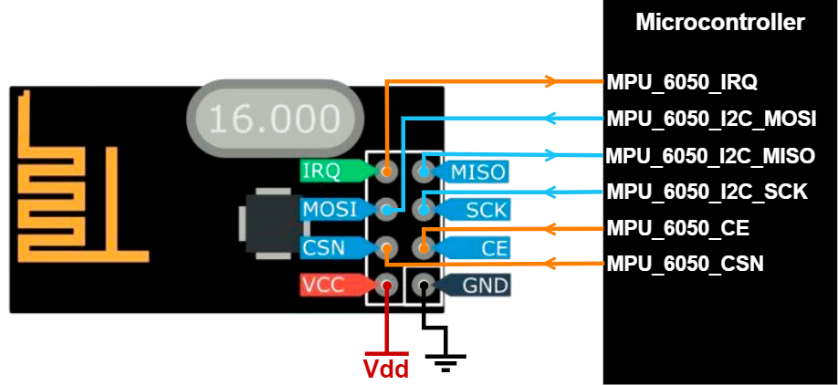 Microcontroller
MPU_6050_IRQ
16.000
MPU_6050_I2C_MOSI
MPU_6050_I2C_MISO
IRQ MISO
MPU_6050_I2C_SCK
MOSI SCK
MPU_6050_CE
CSN CE
MPU_6050_CSN
VCC GND
Vdd